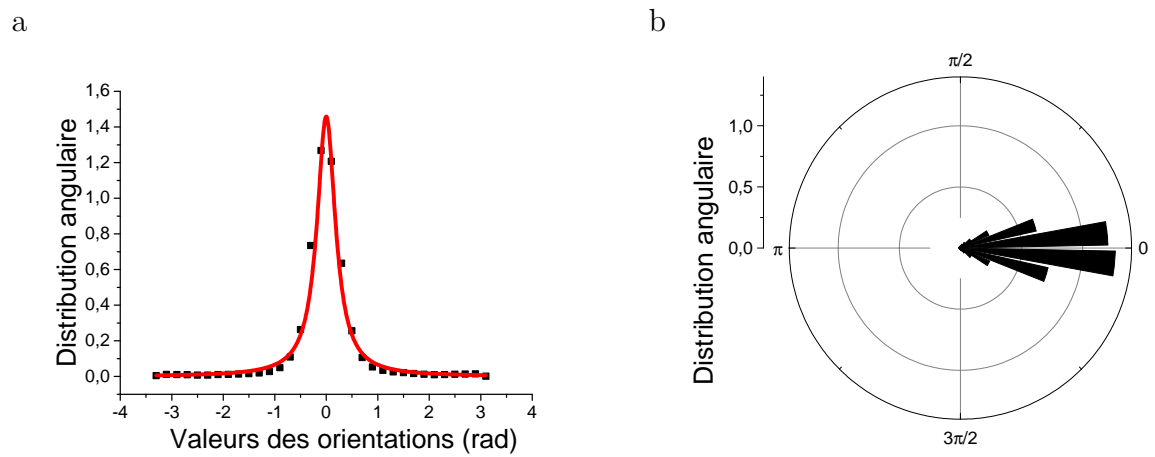 a
1,6
1,4
1,2
1,0
0,8
0,6
0,4
0,2
0,0
-4 -3 -2 -1 0 1 2 3 4
Distribution angulaire
Valeurs des orientations (rad)
b
π/2
1,0
0,5
0,0
π
0
3π/2
Distribution angulaire